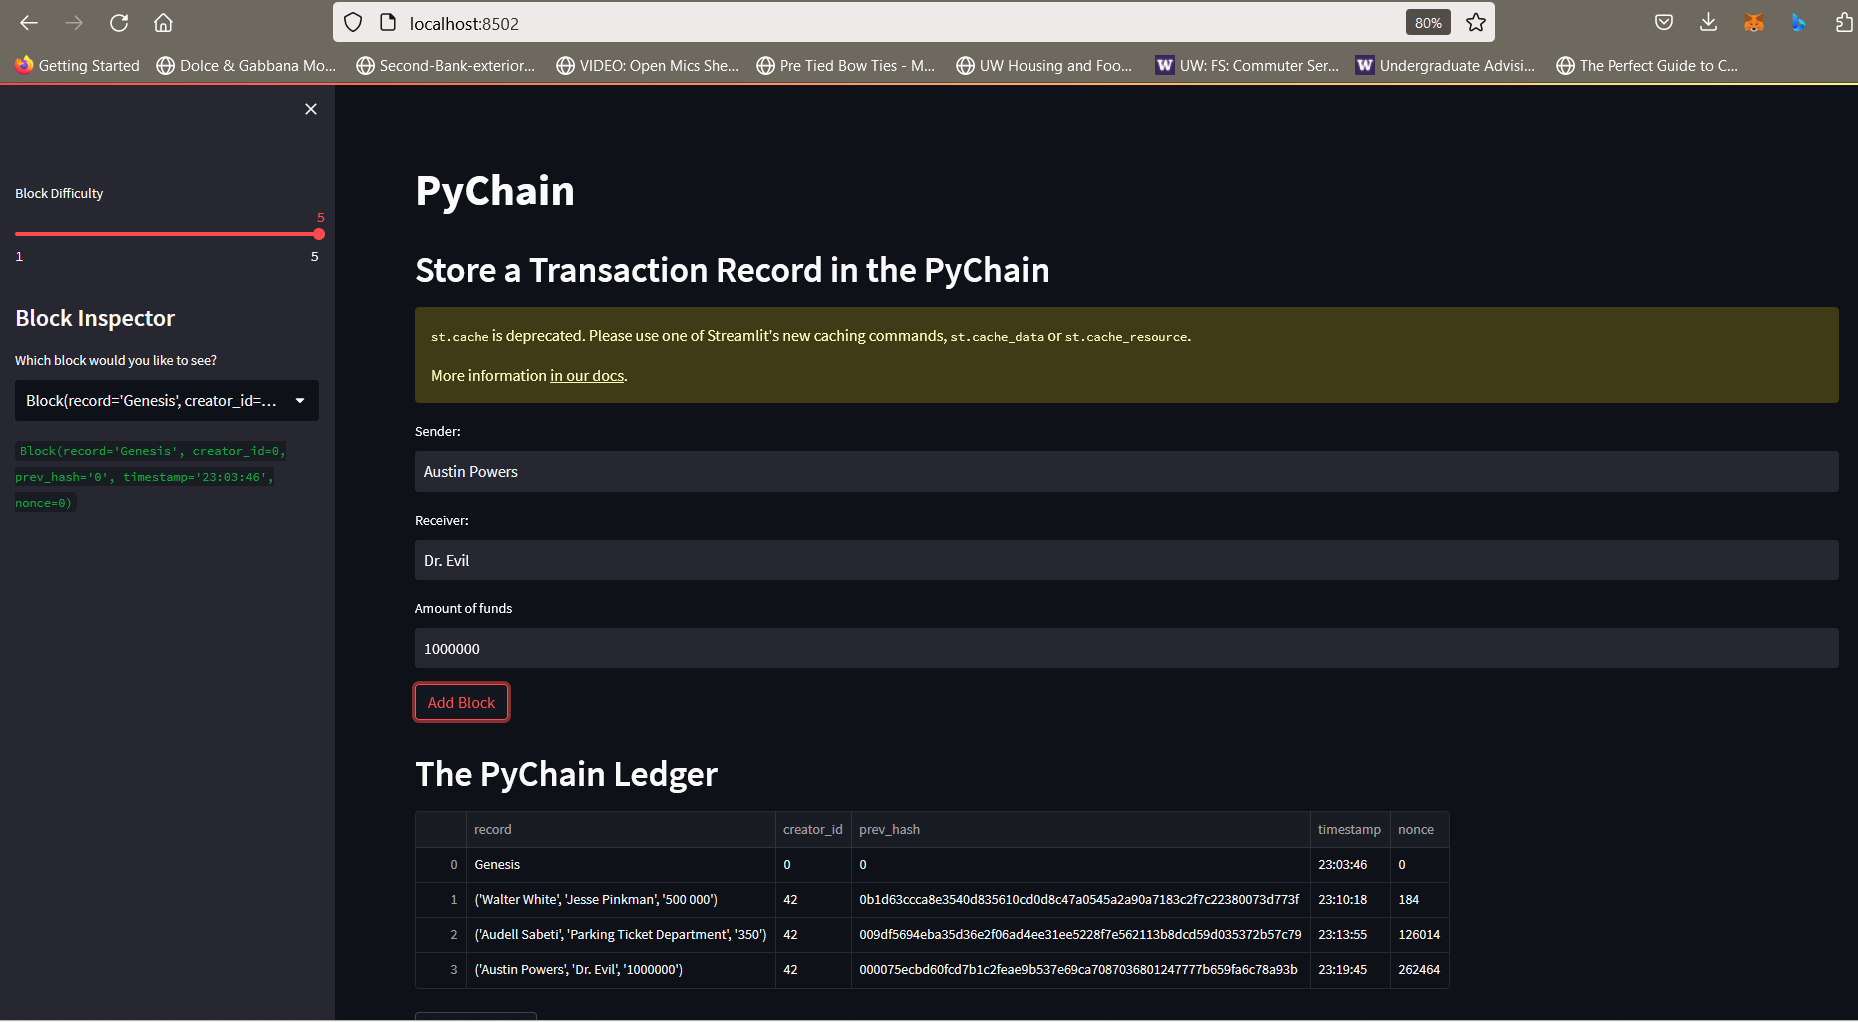 localhost:8502
80%
Getting Started
Dolce & Gabbana Mo...
Second-Bank-exterior...
VIDEO: Open Mics She...
Pre Tied Bow Ties - M...
UW Housing and Foo...
W UW: FS: Commuter Ser...
W Undergraduate Advisi...
The Perfect Guide to C...
Block Difficulty
5
1 5
Block Inspector
Which block would you like to see?
Block(record='Genesis', creator_id=...
Block(record='Genesis', creator_id=0,
prev_hash='0', timestamp='23:03:46',
nonce=0)
PyChain
Store a Transaction Record in the PyChain
st.cache is deprecated. Please use one of Streamlit's new caching commands, st.cache_data or st.cache_resource.
More information in our docs.
Sender:
Austin Powers
Receiver:
Dr. Evil
Amount of funds
1000000
Add Block
The PyChain Ledger
record creator_id prev_hash timestamp nonce
0 Genesis 0 0 23:03:46 0
1 ('Walter White', 'Jesse Pinkman', '500 000') 42 0b1d63ccca8e3540d835610cd0d8c47a0545a2a90a7183c2f7c22380073d773f 23:10:18 184
2 ('Audell Sabeti', 'Parking Ticket Department', '350') 42 009df5694eba35d36e2f06ad4ee31ee5228f7e562113b8dcd59d035372b57c79 23:13:55 126014
3 ('Austin Powers', 'Dr. Evil', '1000000') 42 000075ecbd60fcd7b1c2feae9b537e69ca7087036801247777b659fa6c78a93b 23:19:45 262464